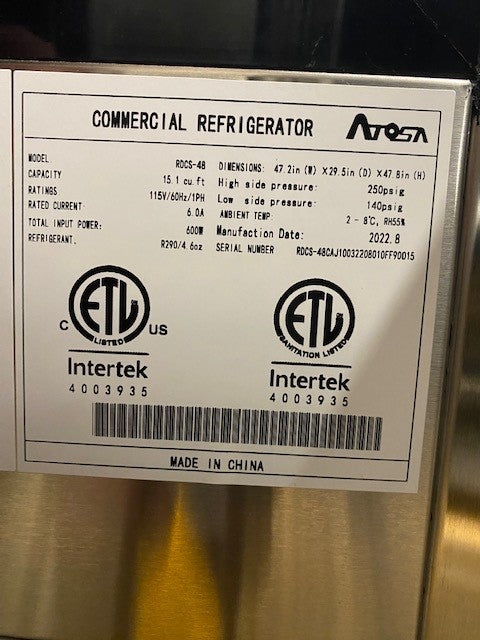 COMMERCIAL REFRIGERATOR ATOSA
MODEL. RDCS-48
CAPACITY 15.1 cu.ft
RATINGS 115V/60Hz/1PH
RATED CURRENT. 6.0A
TOTAL INPUT POWER: 600W
REFRIGERANT. R290/4.6oz
DIMENSIONS: 47.2in (W) X29.5in (D) X47.8in (H)
High side pressure: 250psig
Low side pressure: 140psig
AMBIENT TEMP: 2-8℃, RH55%
Manufaction Date: 2022.8
SERIAL NUMBER RDCS-48CAJ10032208010FF90015
ETL
LISTED
C US
Intertek
4003935
ETL
SANITATION LISTED
Intertek
4003935
MADE IN CHINA